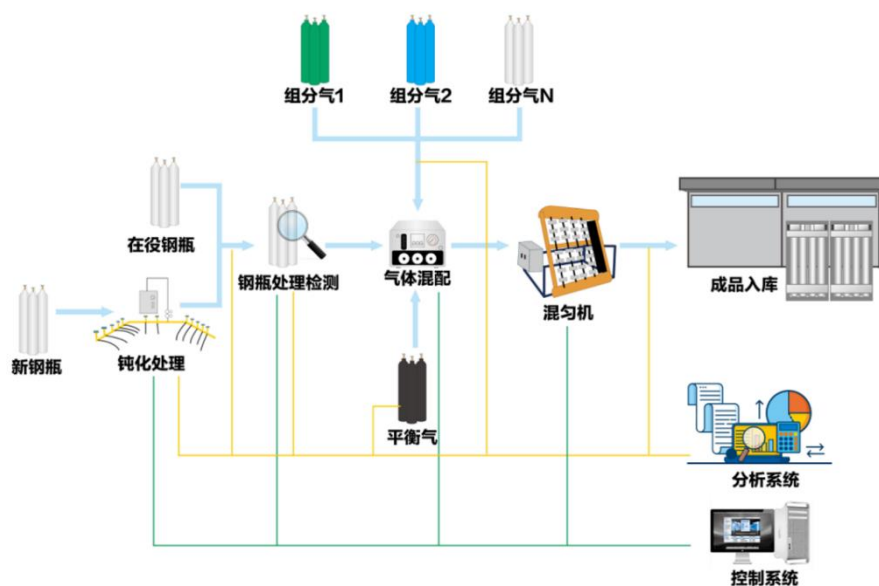 组分气1
组分气2
组分气N
在役钢瓶
钢瓶处理检测
气体混配
混匀机
成品入库
新钢瓶
钝化处理
平衡气
分析系统
控制系统